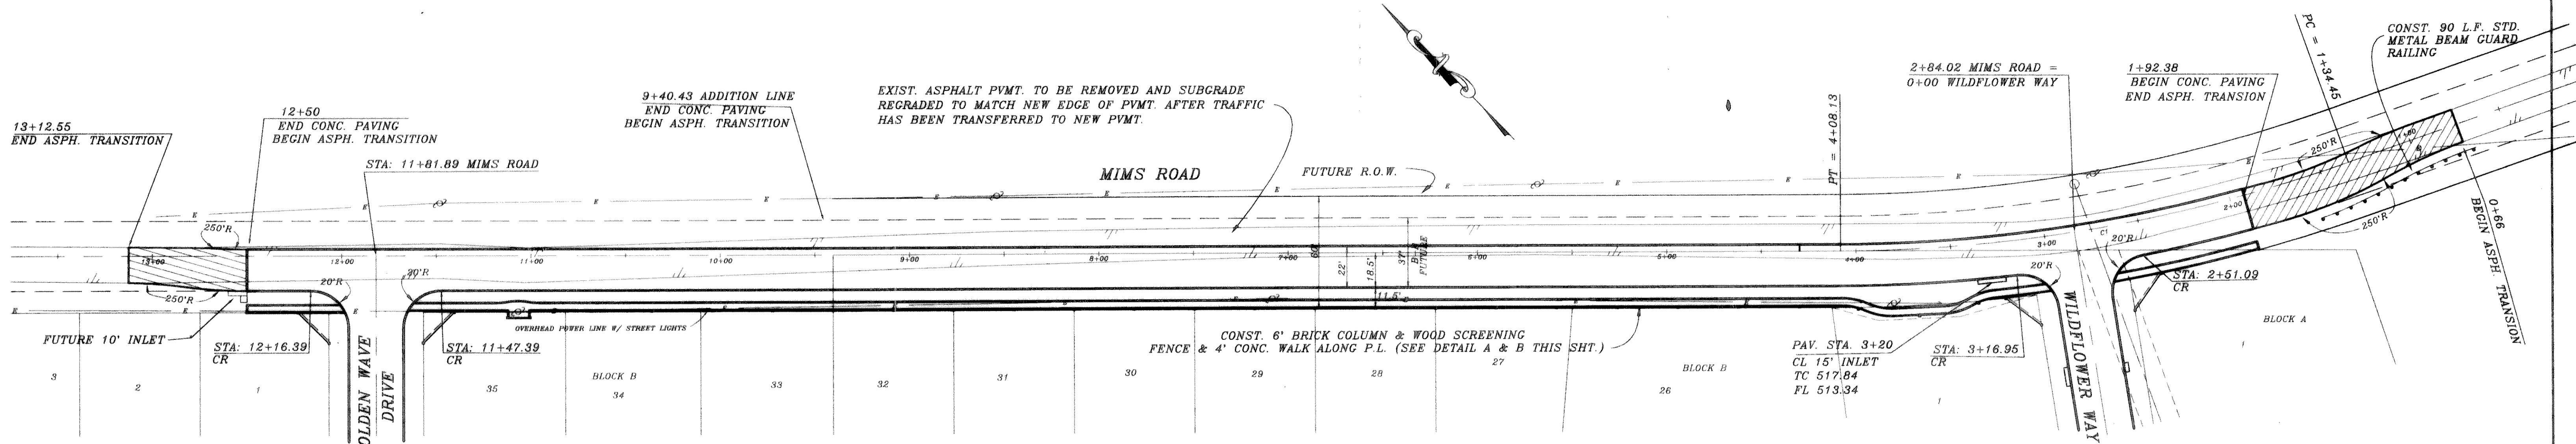 13+12.55
END ASPH. TRANSITION
12+50
END CONC. PAVING
BEGIN ASPH. TRANSITION
STA: 11+81.89 MIMS ROAD
9+40.43 ADDITION LINE
END CONC. PAVING
BEGIN ASPH. TRANSITION
EXIST. ASPHALT PVMT. TO BE REMOVED AND SUBGRADE
REGRADED TO MATCH NEW EDGE OF PVMT. AFTER TRAFFIC
HAS BEEN TRANSFERRED TO NEW PVMT.
MIMS ROAD
FUTURE R.O.W.
PT = 4+08.13
2+84.02 MIMS ROAD =
0+00 WILDFLOWER WAY
1+92.38
BEGIN CONC. PAVING
END ASPH. TRANSION
PC = 1+34.45
CONST. 90 L.F. STD.
METAL BEAM GUARD
RAILING
0+66
BEGIN ASPH. TRANSION
250'R
250'R
250'R
250'R
20'R
20'R
20'R
20'R
13+00
12+00
11+00
10+00
9+00
8+00
7+00
6+00
5+00
4+00
3+00
2+00
1+00
C1
60'
22'
18.5'
37' B-B
FUTURE
11.5'
E E E E E E E E E E
FUTURE 10' INLET
STA: 12+16.39
CR
STA: 11+47.39
CR
OVERHEAD POWER LINE W/ STREET LIGHTS
CONST. 6' BRICK COLUMN & WOOD SCREENING
FENCE & 4' CONC. WALK ALONG P.L. (SEE DETAIL A & B THIS SHT.)
PAV. STA. 3+20
CL 15' INLET
TC 517.84
FL 513.34
STA: 3+16.95
CR
STA: 2+51.09
CR
OLDEN WAVE
DRIVE
WILDFLOWER WAY
3
2
1
35
BLOCK B
34
33
32
31
30
29
28
27
26
BLOCK B
1
BLOCK A
1